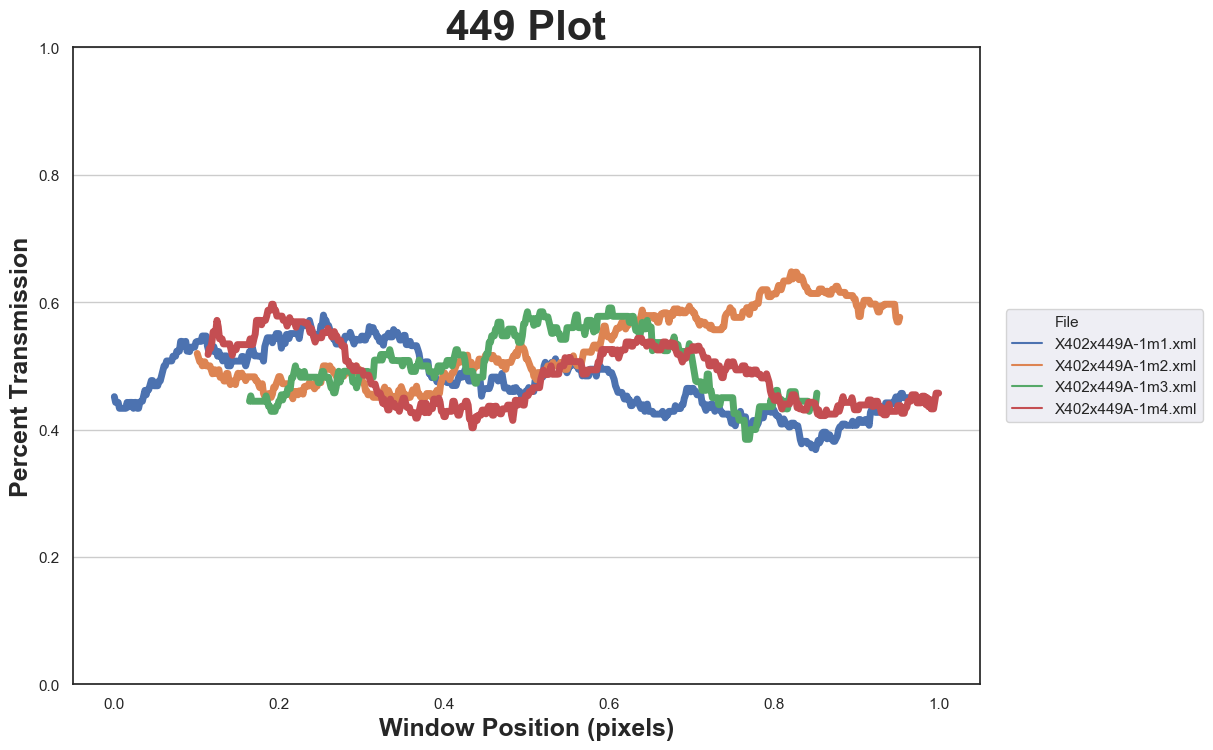 449 Plot
1.0
0.8
0.6
0.4
0.2
0.0
Percent Transmission
0.0 0.2 0.4 0.6 0.8 1.0
Window Position (pixels)
File
X402x449A-1m1.xml
X402x449A-1m2.xml
X402x449A-1m3.xml
X402x449A-1m4.xml